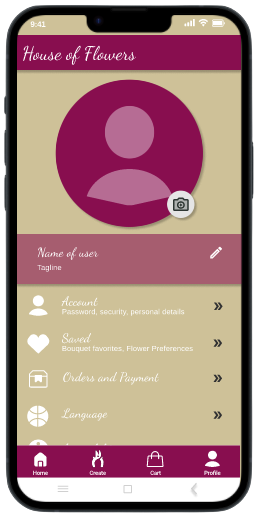 9:41
House of Flowers
Name of user
Tagline
Account
Password, security, personal details
Saved
Bouquet favorites, Flower Preferences
Orders and Payment
Language
Home Create Cart Profile